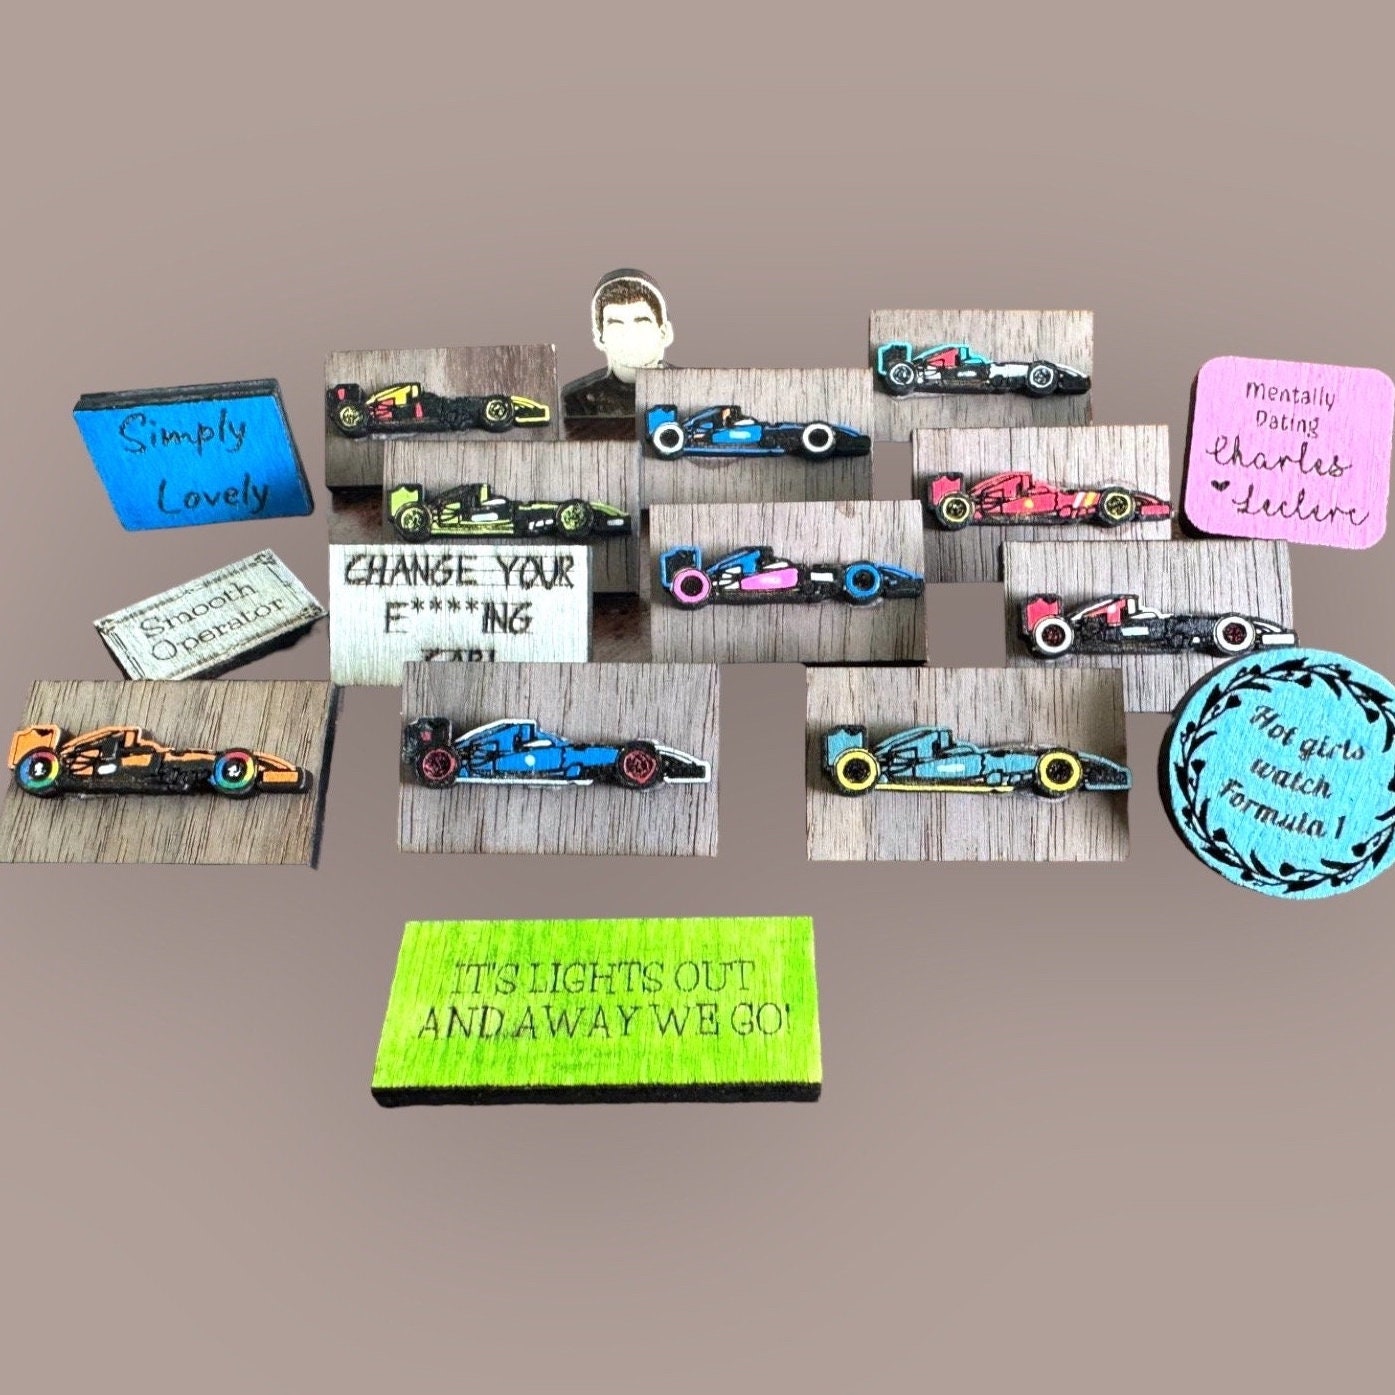 Simply
Lovely
Smooth
Operator
CHANGE YOUR
E****ING
Mentally
Dating
Charles
Leclerc
Hot girls
watch
Formula 1
IT'S LIGHTS OUT
AND AWAY WE GO!